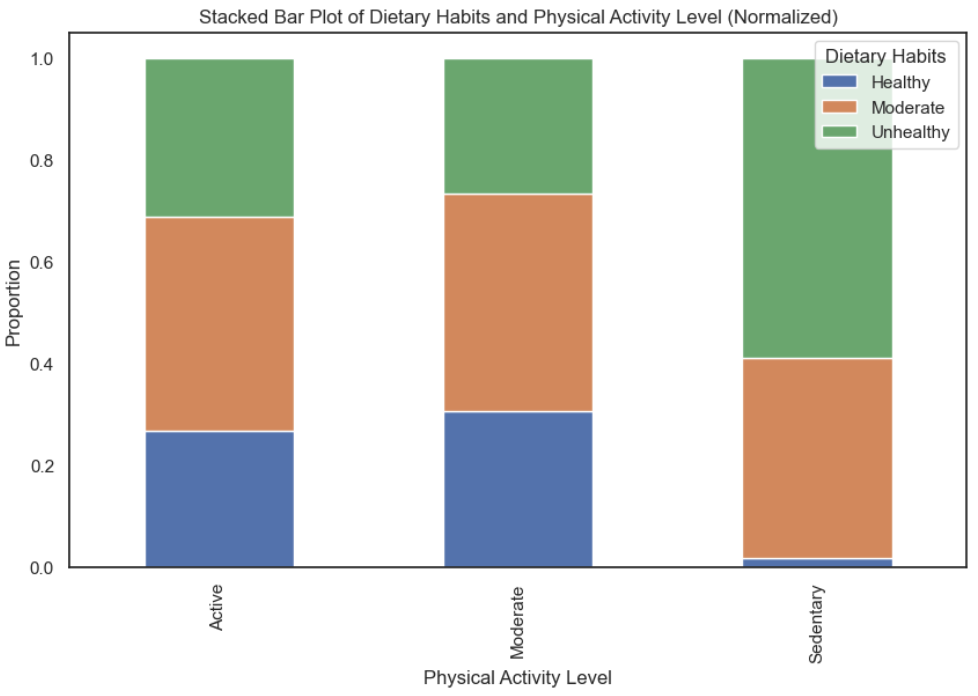 Stacked Bar Plot of Dietary Habits and Physical Activity Level (Normalized)
Dietary Habits
Healthy
Moderate
Unhealthy
Proportion
1.0
0.8
0.6
0.4
0.2
0.0
Active
Moderate
Sedentary
Physical Activity Level